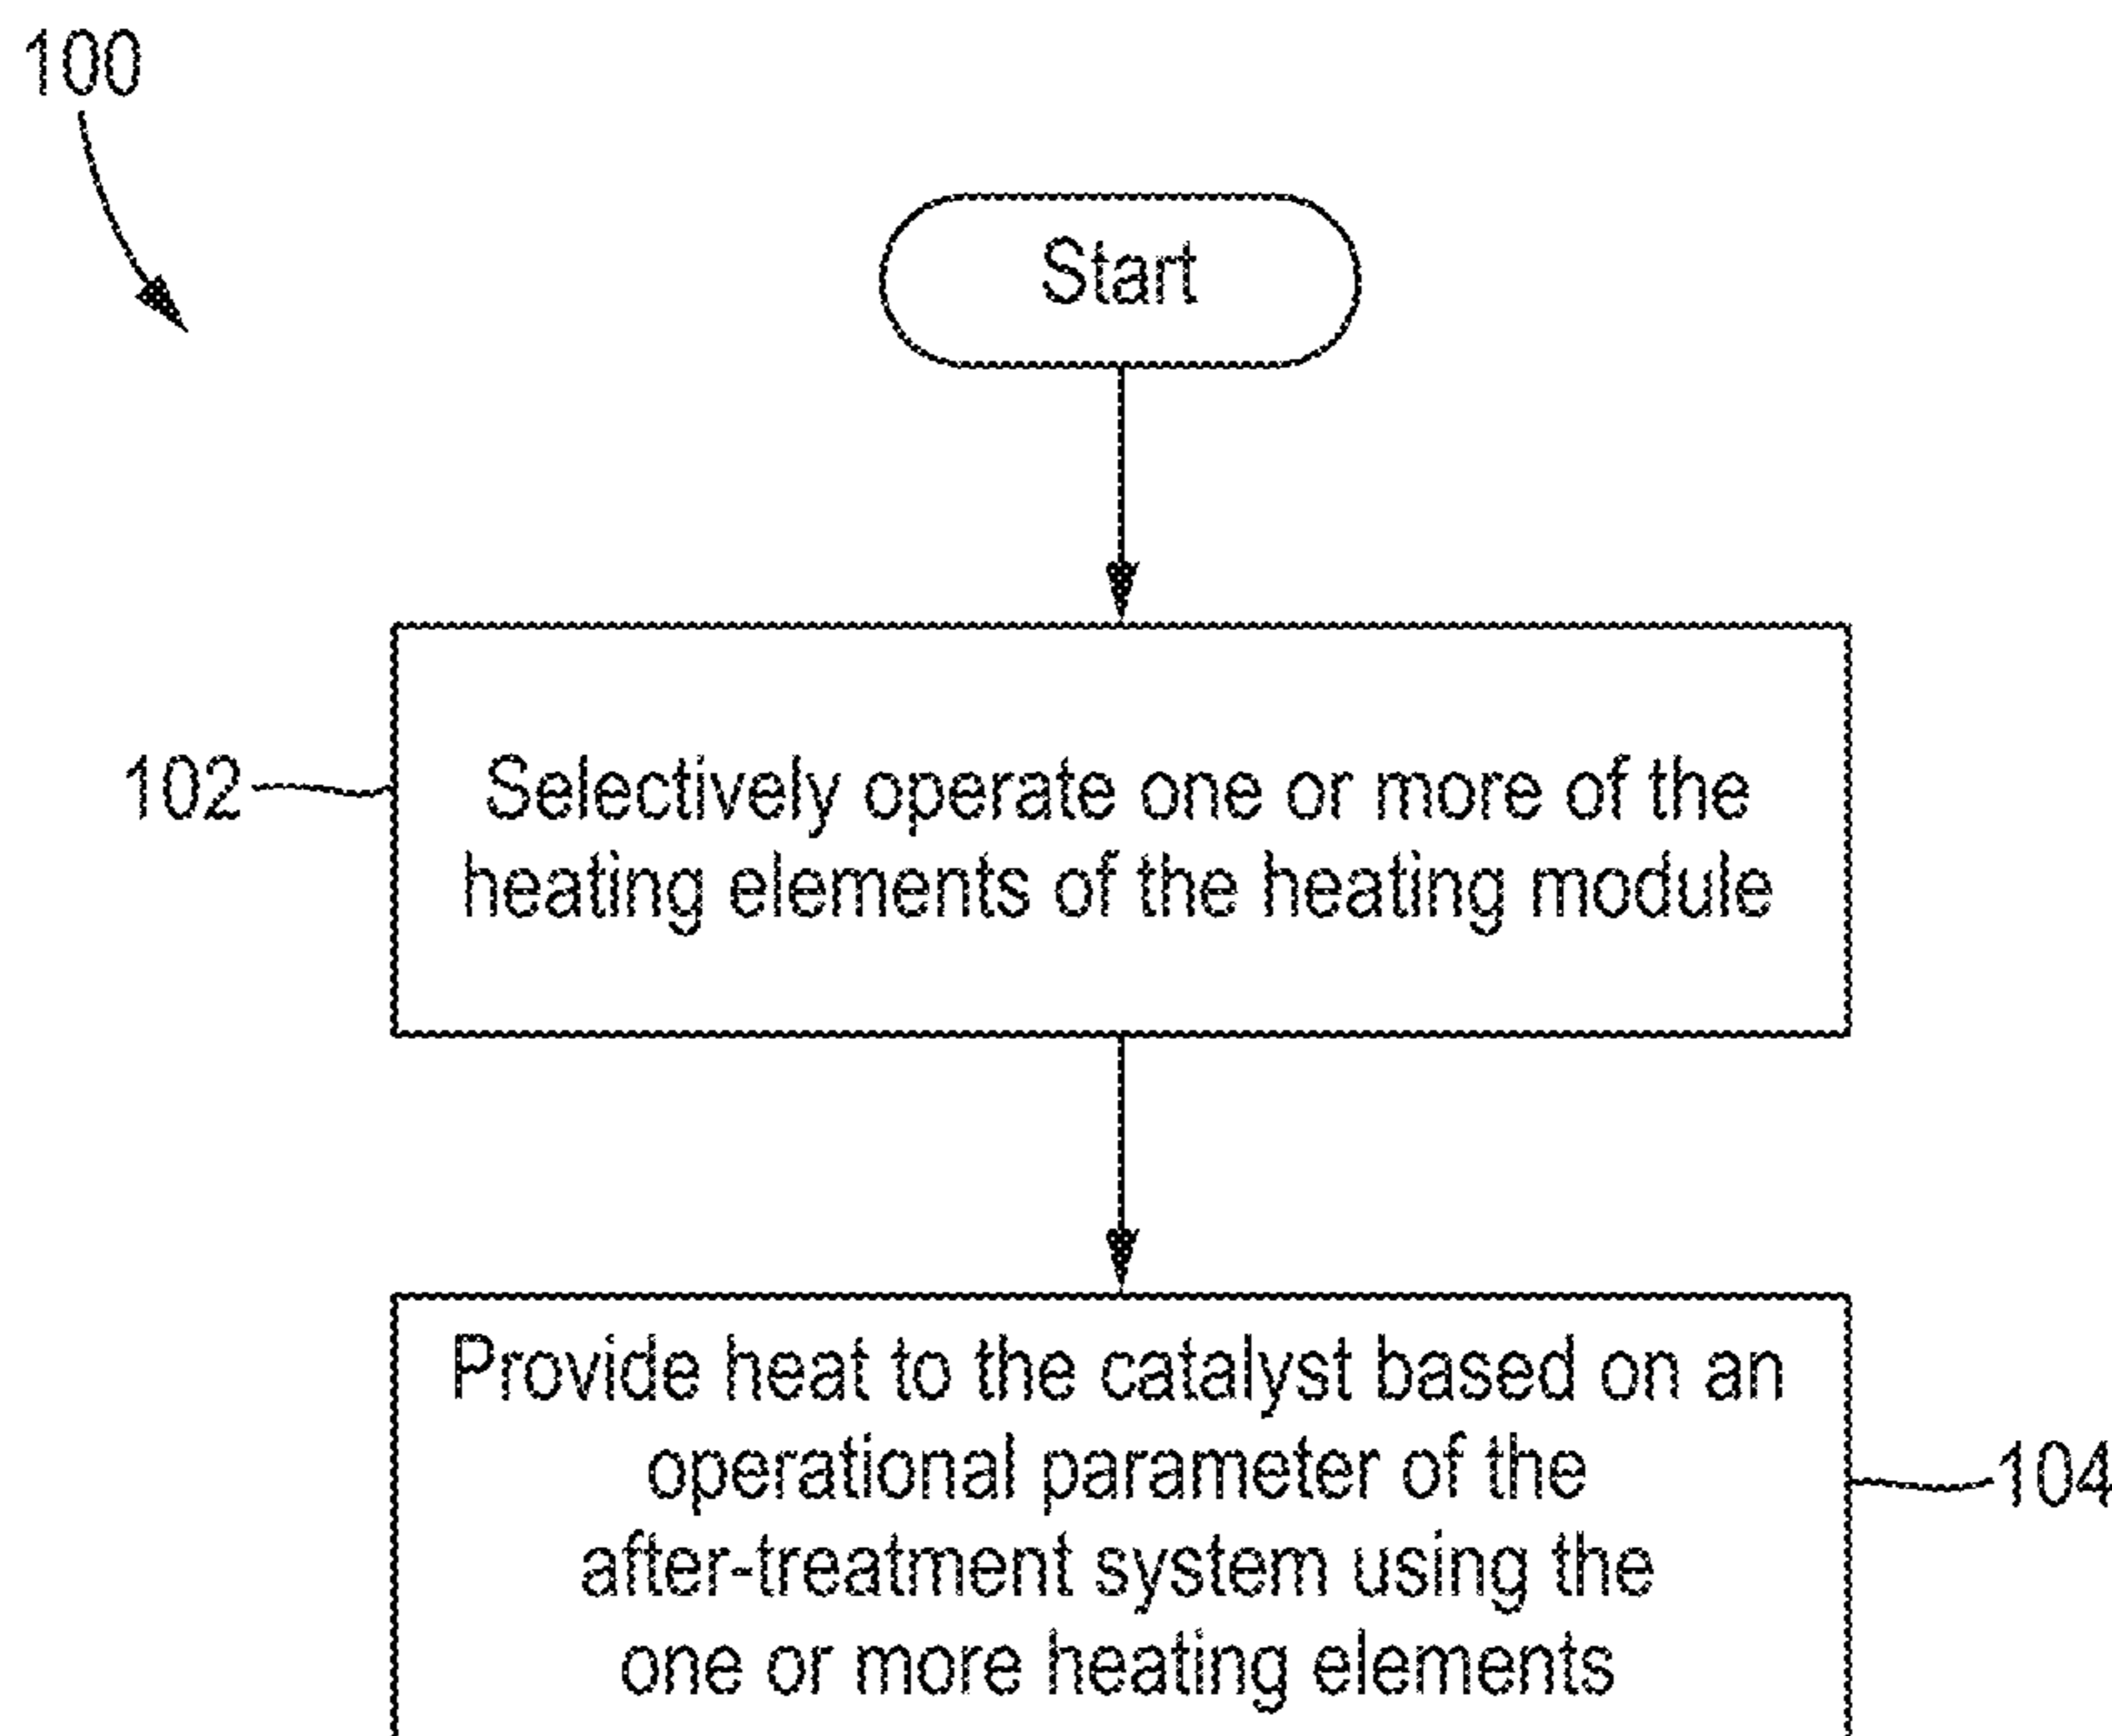 100
Start
102
Selectively operate one or more of the
heating elements of the heating module
Provide heat to the catalyst based on an
operational parameter of the
after-treatment system using the
one or more heating elements
104